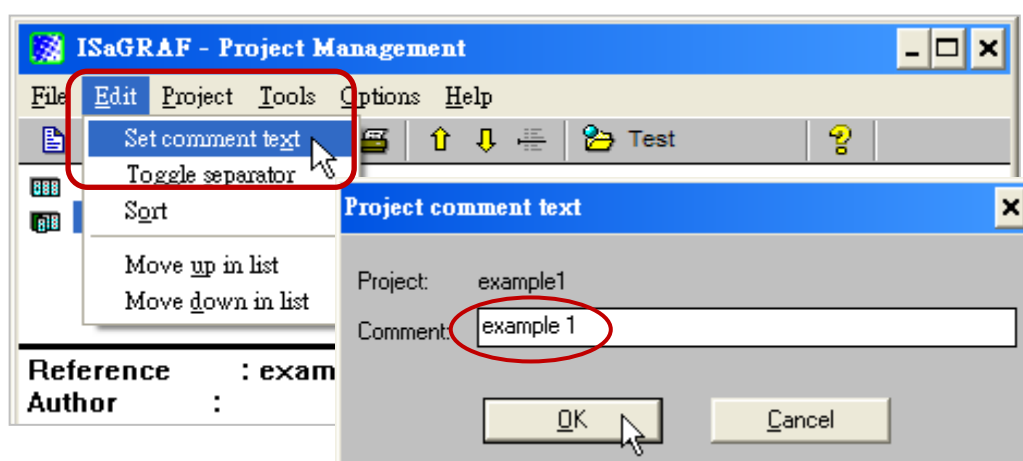 ISaGRAF - Project Management
File Edit Project Tools Options Help
Set comment text
Test
Toggle separator
Sort
Move up in list
Move down in list
Reference : exam
Author :
Project comment text
Project: example1
Comment: example 1
OK Cancel